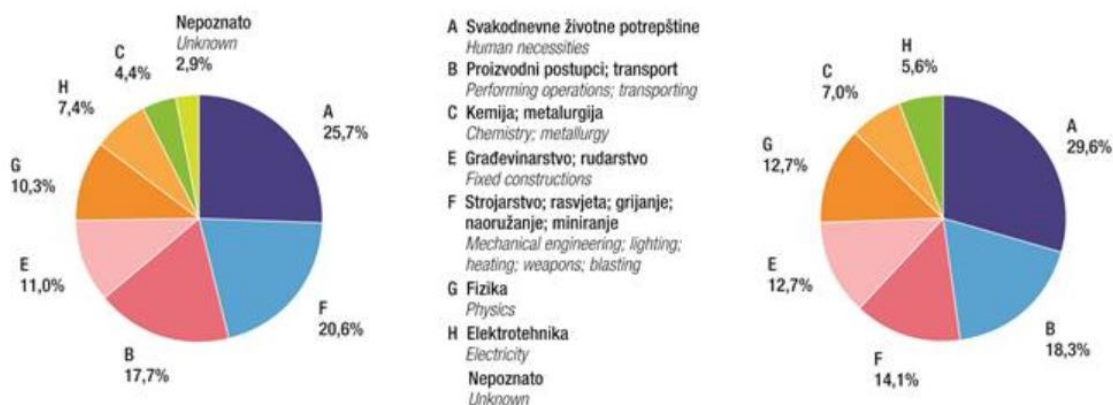 Nepoznato
Unknown
2,9%
C
4,4%
H
7,4%
G
10,3%
E
11,0%
B
17,7%
F
20,6%
A
25,7%
A Svakodnevne životne potrepštine
Human necessities
B Proizvodni postupci; transport
Performing operations; transporting
C Kemija; metalurgija
Chemistry; metallurgy
E Građevinarstvo; rudarstvo
Fixed constructions
F Strojarstvo; rasvjeta; grijanje;
naoružanje; miniranje
Mechanical engineering; lighting;
heating; weapons; blasting
G Fizika
Physics
H Elektrotehnika
Electricity
Nepoznato
Unknown
H
5,6%
C
7,0%
G
12,7%
E
12,7%
F
14,1%
B
18,3%
A
29,6%